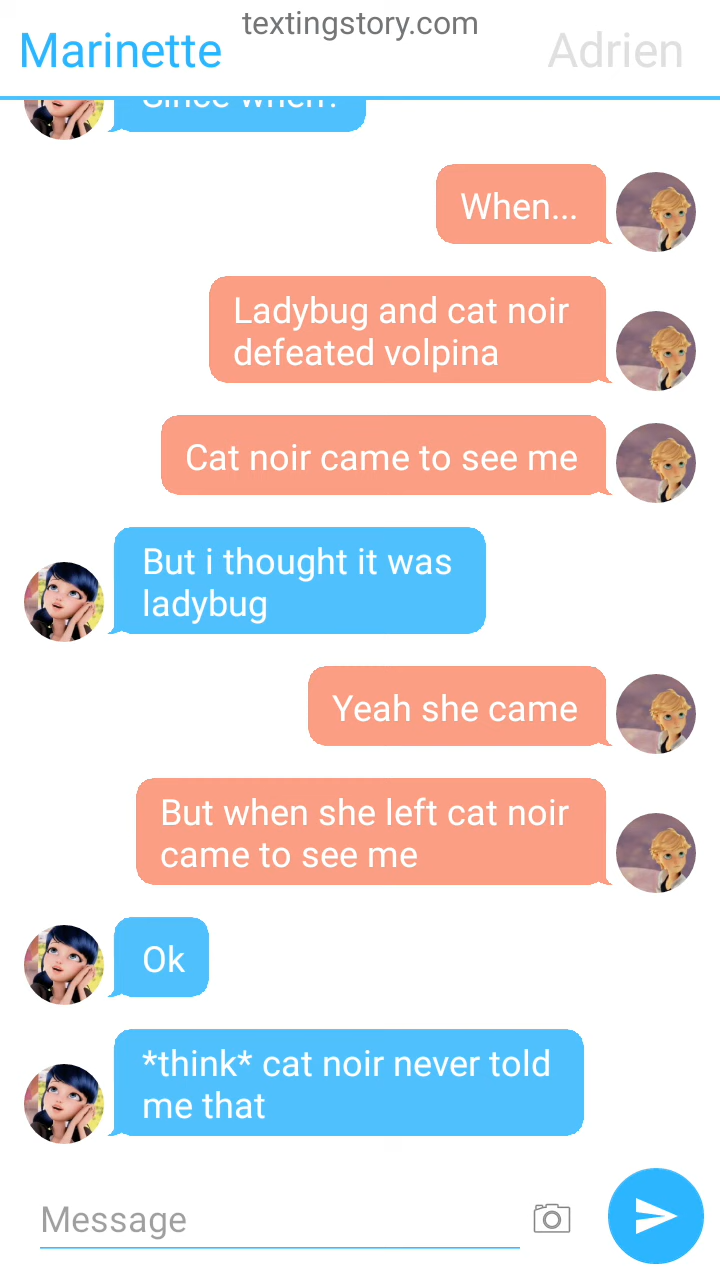 textingstory.com
Marinette
Adrien
Since when?
When...
Ladybug and cat noir
defeated volpina
Cat noir came to see me
But i thought it was
ladybug
Yeah she came
But when she left cat noir
came to see me
Ok
*think* cat noir never told
me that
Message